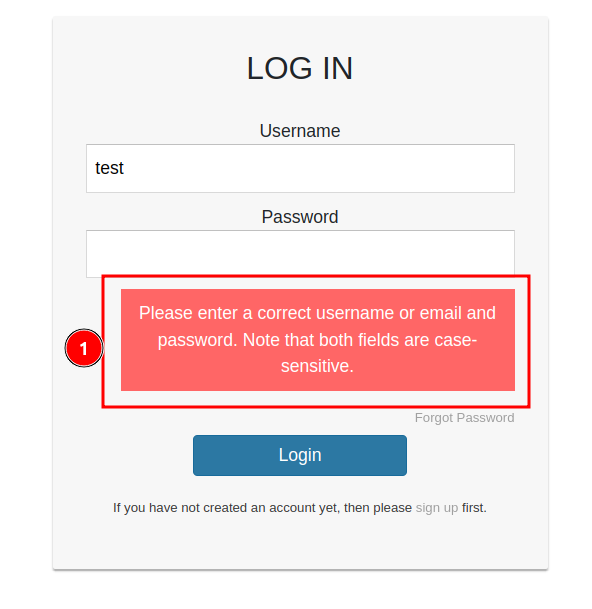 LOG IN
Username
test
Password
Please enter a correct username or email and
password. Note that both fields are case-
sensitive.
1
Forgot Password
Login
If you have not created an account yet, then please sign up first.